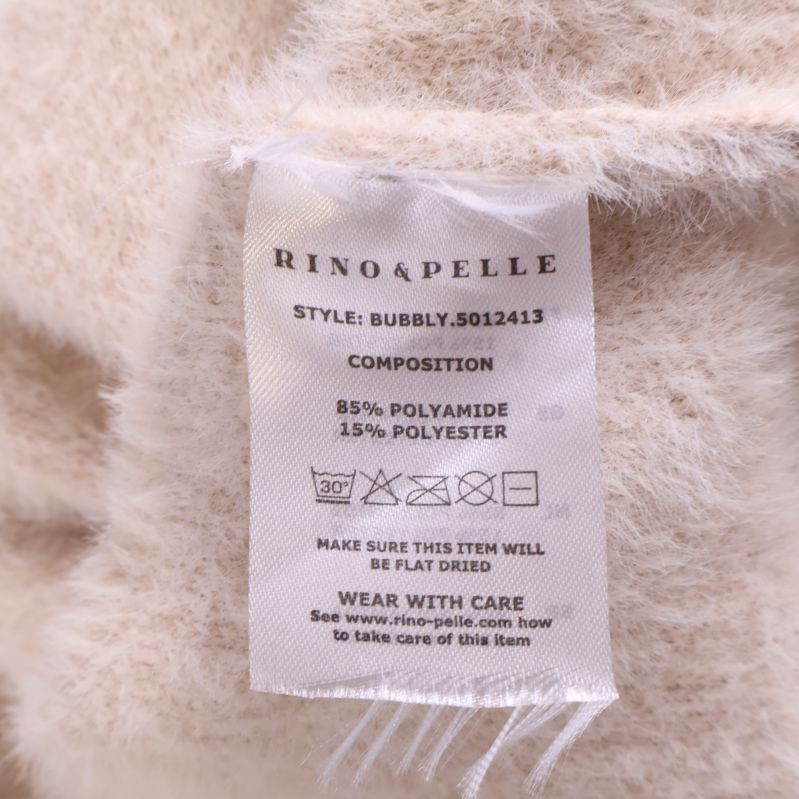 RINO & PELLE
STYLE: BUBBLY.5012413
COMPOSITION
85% POLYAMIDE
15% POLYESTER
30°
MAKE SURE THIS ITEM WILL
BE FLAT DRIED
WEAR WITH CARE
See www.rino-pelle.com how
to take care of this item